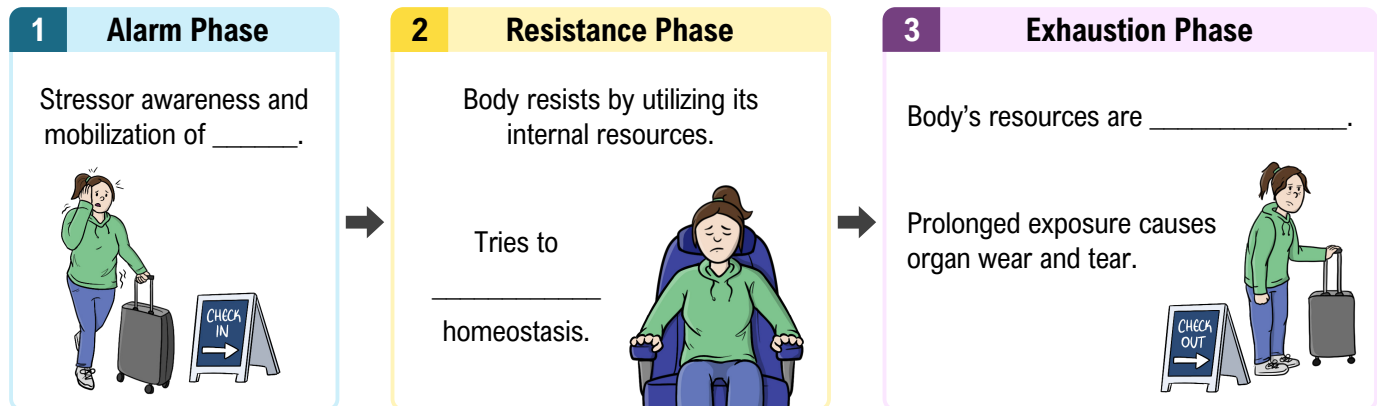 1 Alarm Phase
Stressor awareness and
mobilization of ______.
CHECK
IN
2 Resistance Phase
Body resists by utilizing its
internal resources.
Tries to
____________
homeostasis.
3 Exhaustion Phase
Body's resources are ______________.
Prolonged exposure causes
organ wear and tear.
CHECK
OUT